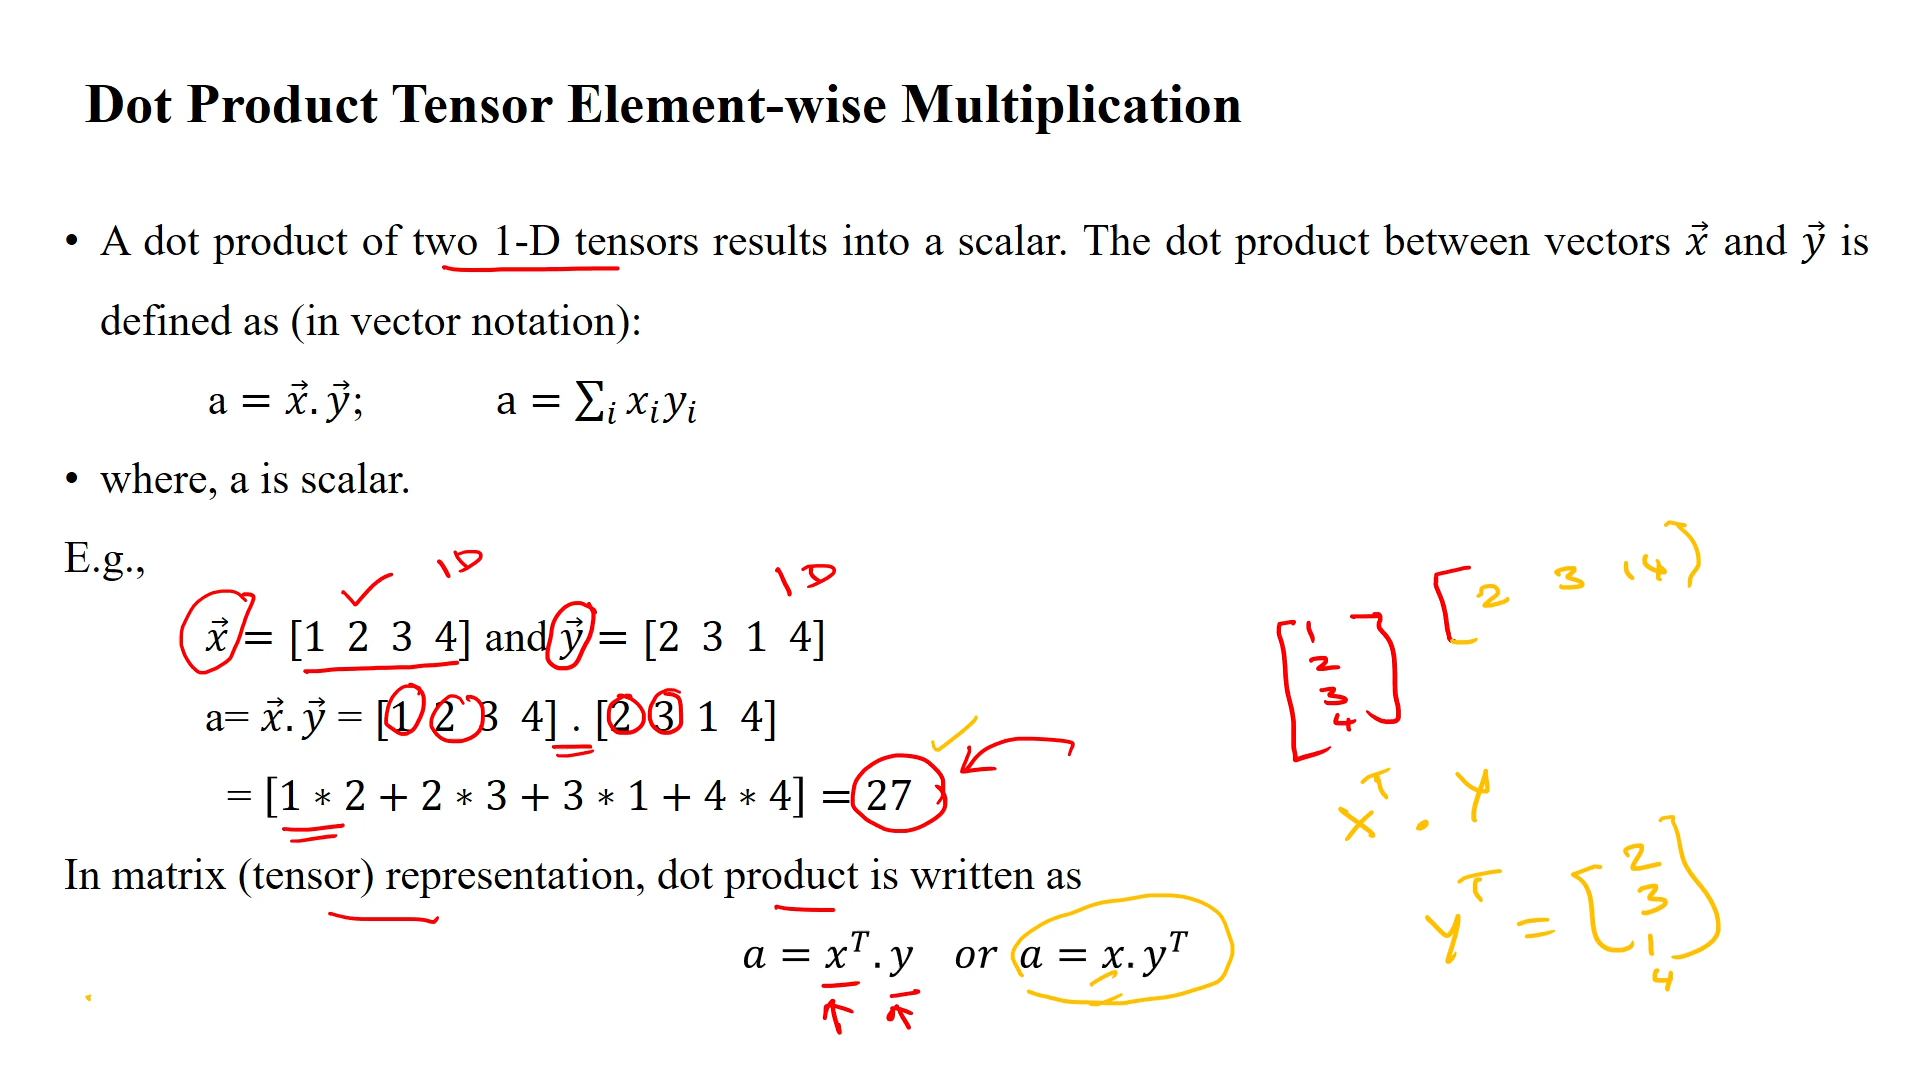 Dot Product Tensor Element-wise Multiplication
• A dot product of two 1-D tensors results into a scalar. The dot product between vectors x⃗ and y⃗ is
defined as (in vector notation):
a = x⃗. y⃗;  a = ∑ᵢ xᵢyᵢ
• where, a is scalar.
E.g.,
1D 1D
x⃗ = [1 2 3 4] and y⃗ = [2 3 1 4]
a= x⃗. y⃗ = [1 2 3 4] . [2 3 1 4]
= [1 ∗ 2 + 2 ∗ 3 + 3 ∗ 1 + 4 ∗ 4] = 27
In matrix (tensor) representation, dot product is written as
a = xᵀ. y or a = x. yᵀ
[2 3 1 4]
[1
2
3
4]
xᵀ . y
yᵀ = [2
3
1
4]